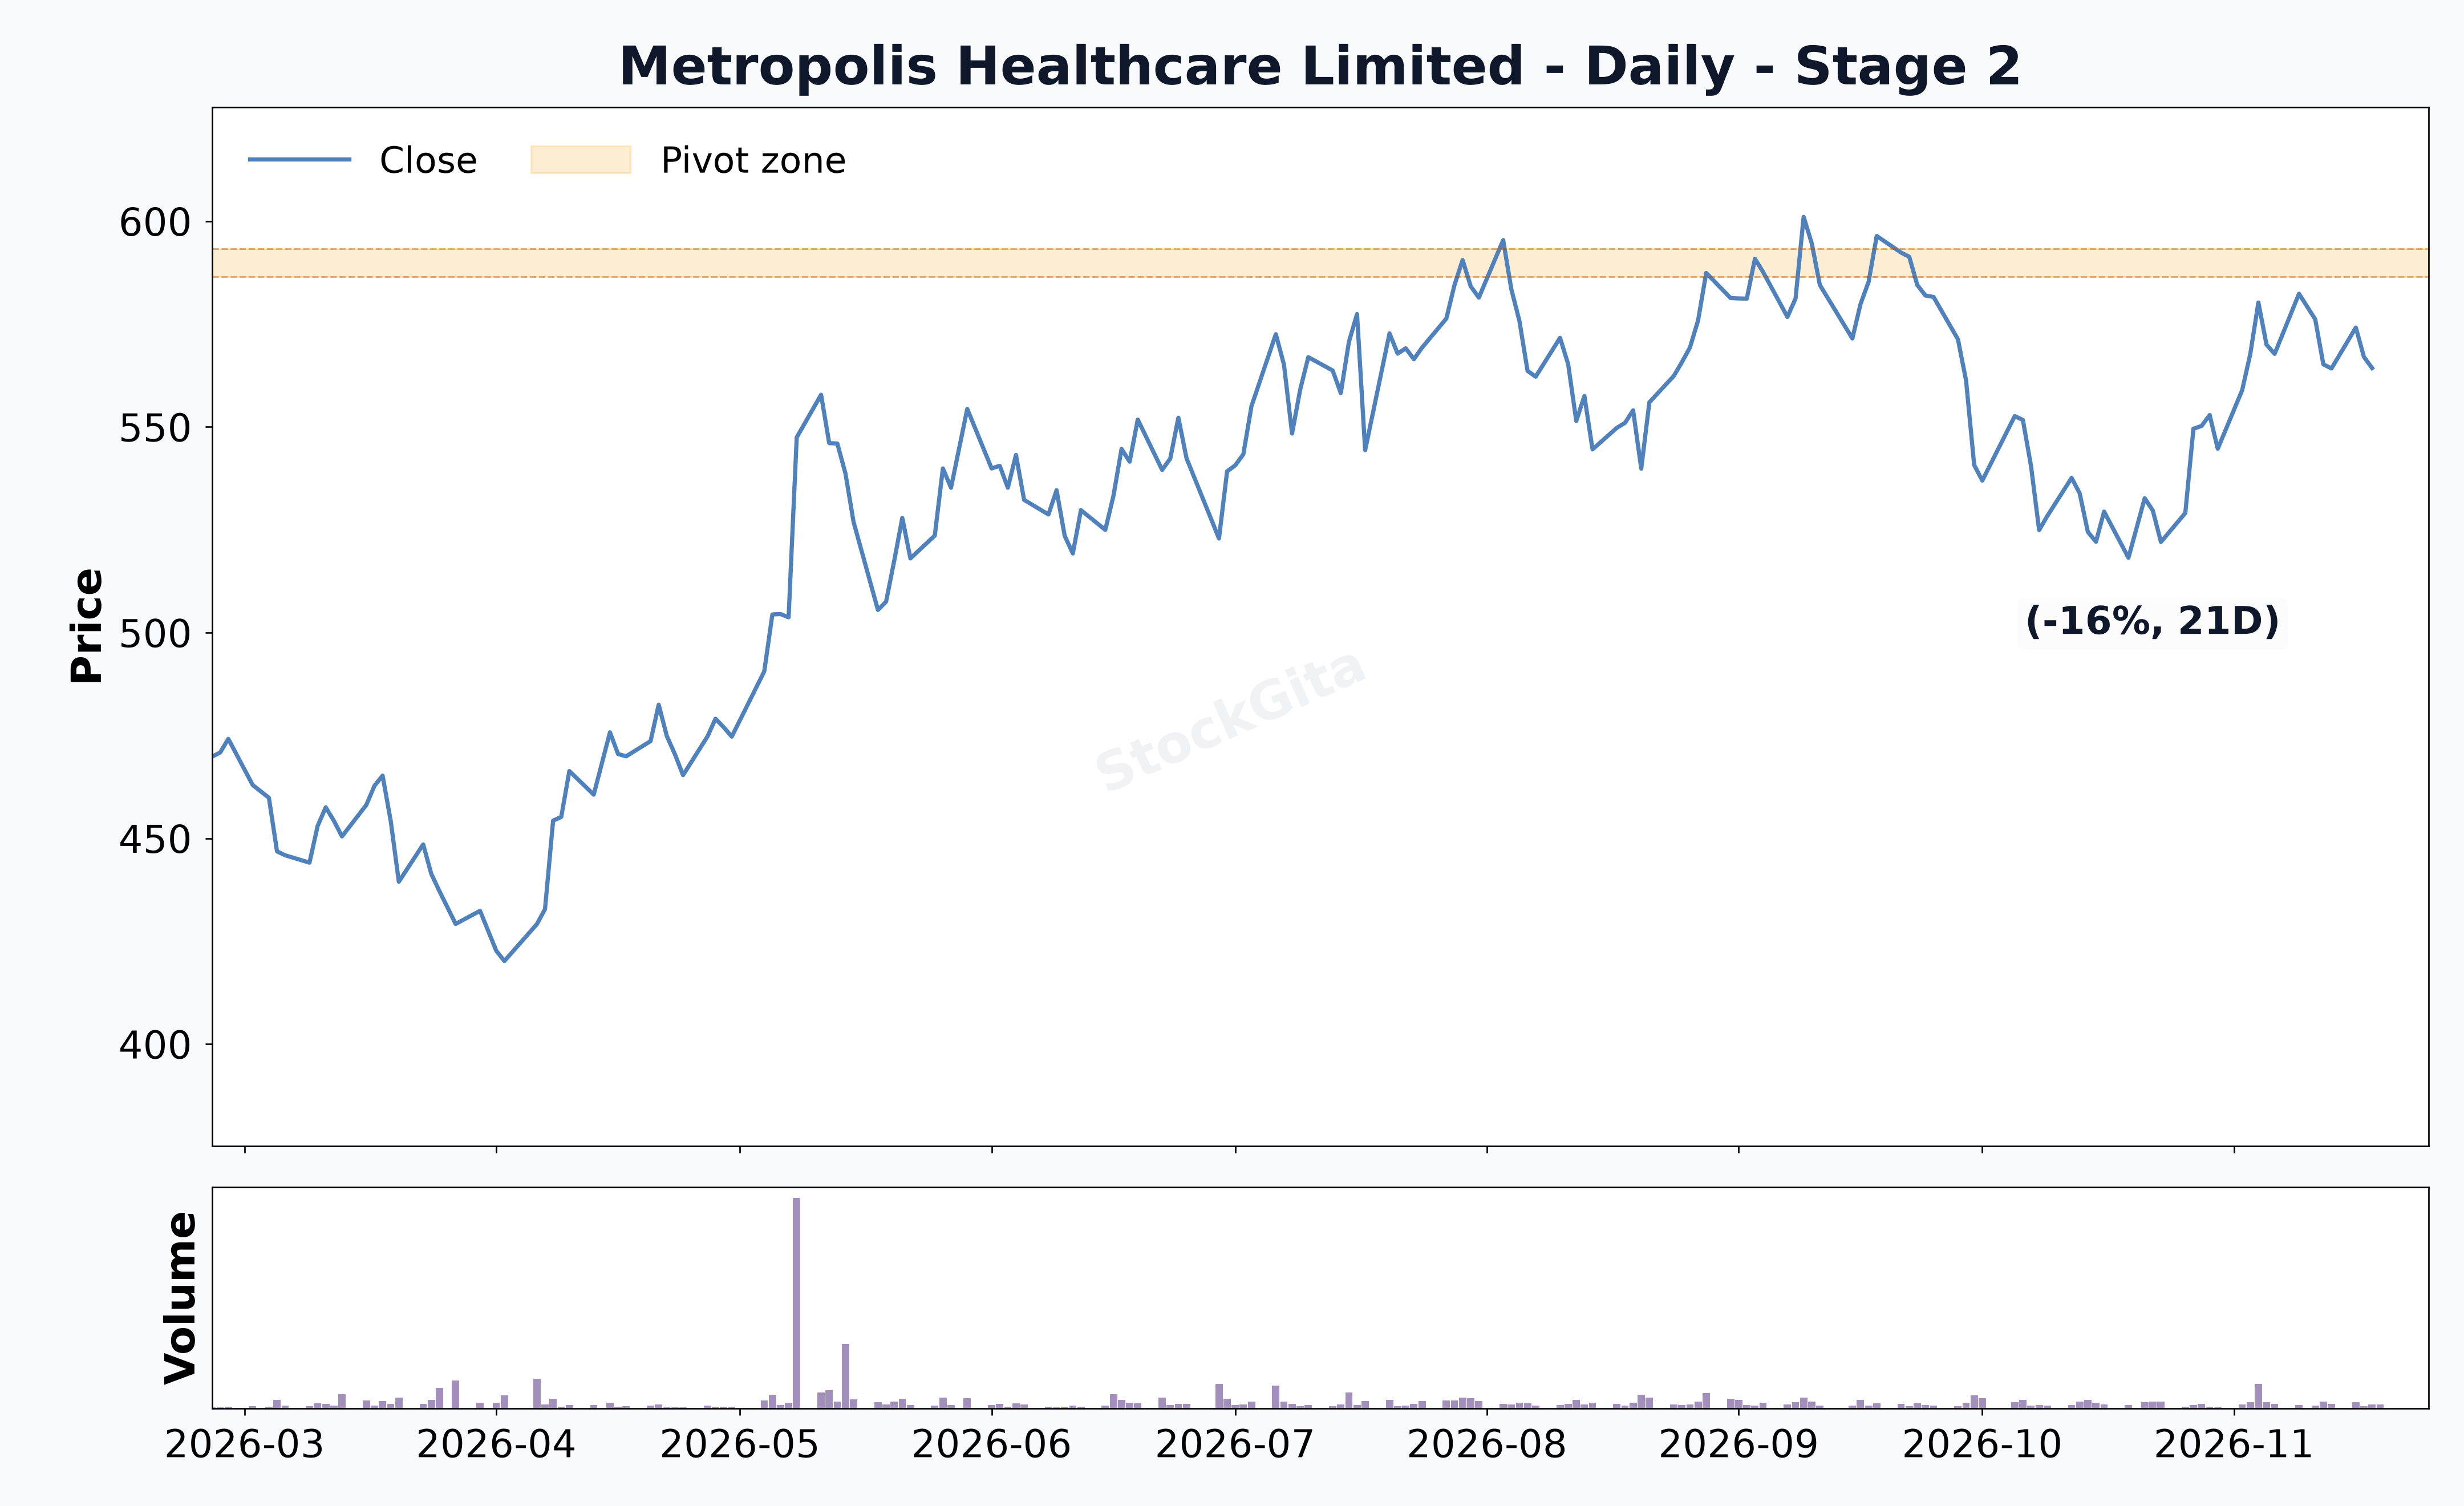 Metropolis Healthcare Limited - Daily - Stage 2
Close
Pivot zone
600
550
500
450
400
Price
(-16%, 21D)
StockGita
Volume
2026-03
2026-04
2026-05
2026-06
2026-07
2026-08
2026-09
2026-10
2026-11